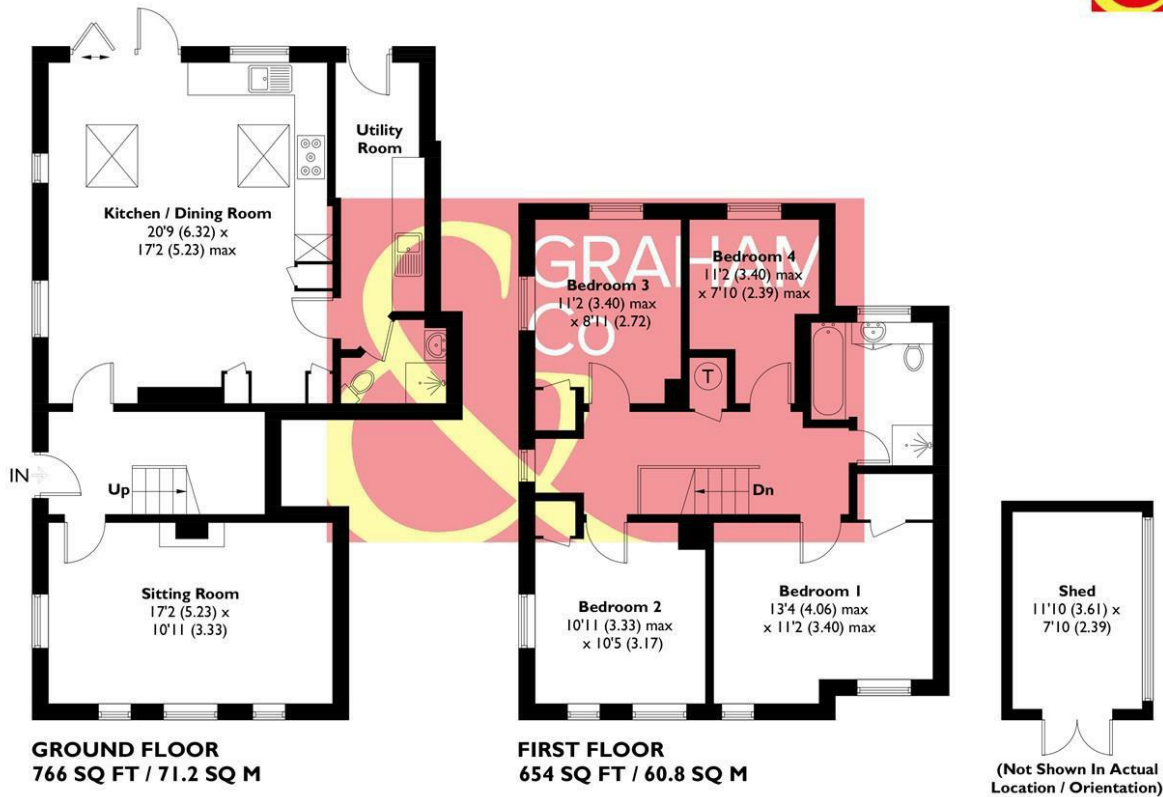 Utility
Room
Kitchen / Dining Room
20'9 (6.32) x
17'2 (5.23) max
IN
Up
Sitting Room
17'2 (5.23) x
10'11 (3.33)
GROUND FLOOR
766 SQ FT / 71.2 SQ M
GRAHAM
& Co
Bedroom 3
11'2 (3.40) max
x 8'11 (2.72)
Bedroom 4
11'2 (3.40) max
x 7'10 (2.39) max
T
Dn
Bedroom 2
10'11 (3.33) max
x 10'5 (3.17)
Bedroom 1
13'4 (4.06) max
x 11'2 (3.40) max
FIRST FLOOR
654 SQ FT / 60.8 SQ M
Shed
11'10 (3.61) x
7'10 (2.39)
(Not Shown In Actual
Location / Orientation)